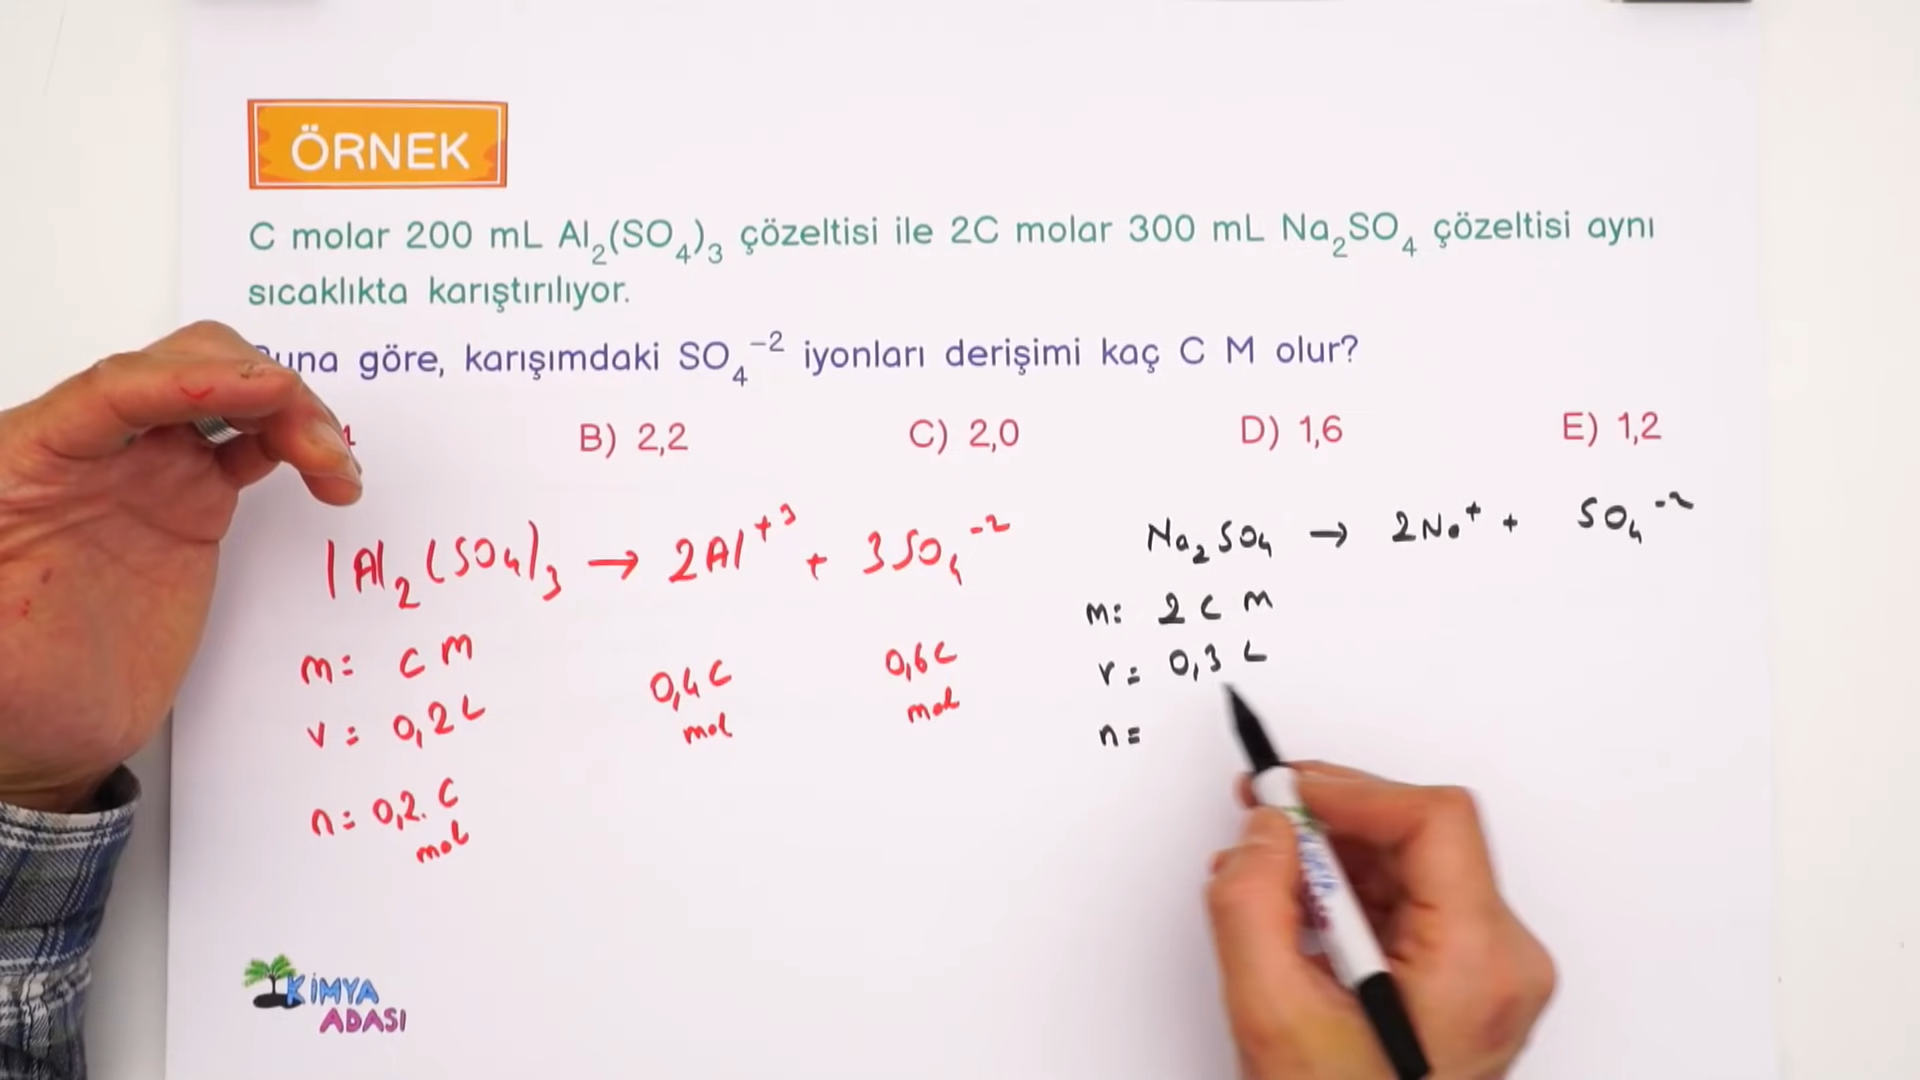 ÖRNEK
C molar 200 mL Al₂(SO₄)₃ çözeltisi ile 2C molar 300 mL Na₂SO₄ çözeltisi aynı
sıcaklıkta karıştırılıyor.
göre, karışımdaki SO₄⁻² iyonları derişimi kaç C M olur?
B) 2,2 C) 2,0 D) 1,6 E) 1,2
1Al₂(SO₄)₃ → 2Al⁺³ + 3SO₄⁻²
m: C M
v: 0,2L
n: 0,2.C
mol
0,4C
mol
0,6C
mol
Na₂SO₄ → 2Na⁺ + SO₄⁻²
m: 2 C M
v: 0,3 L
n=
KİMYA
ADASI